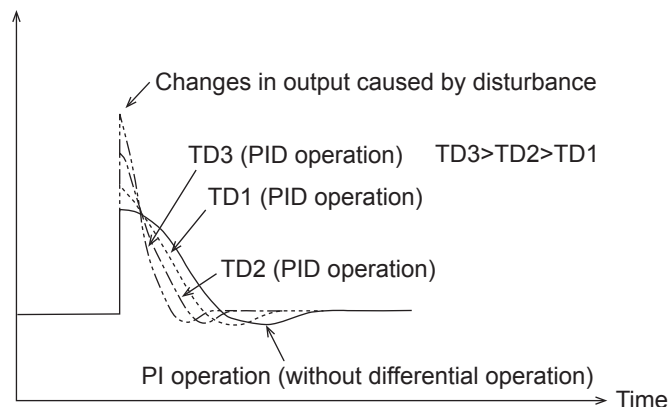 Changes in output caused by disturbance
TD3 (PID operation) TD3>TD2>TD1
TD1 (PID operation)
TD2 (PID operation)
PI operation (without differential operation)
Time